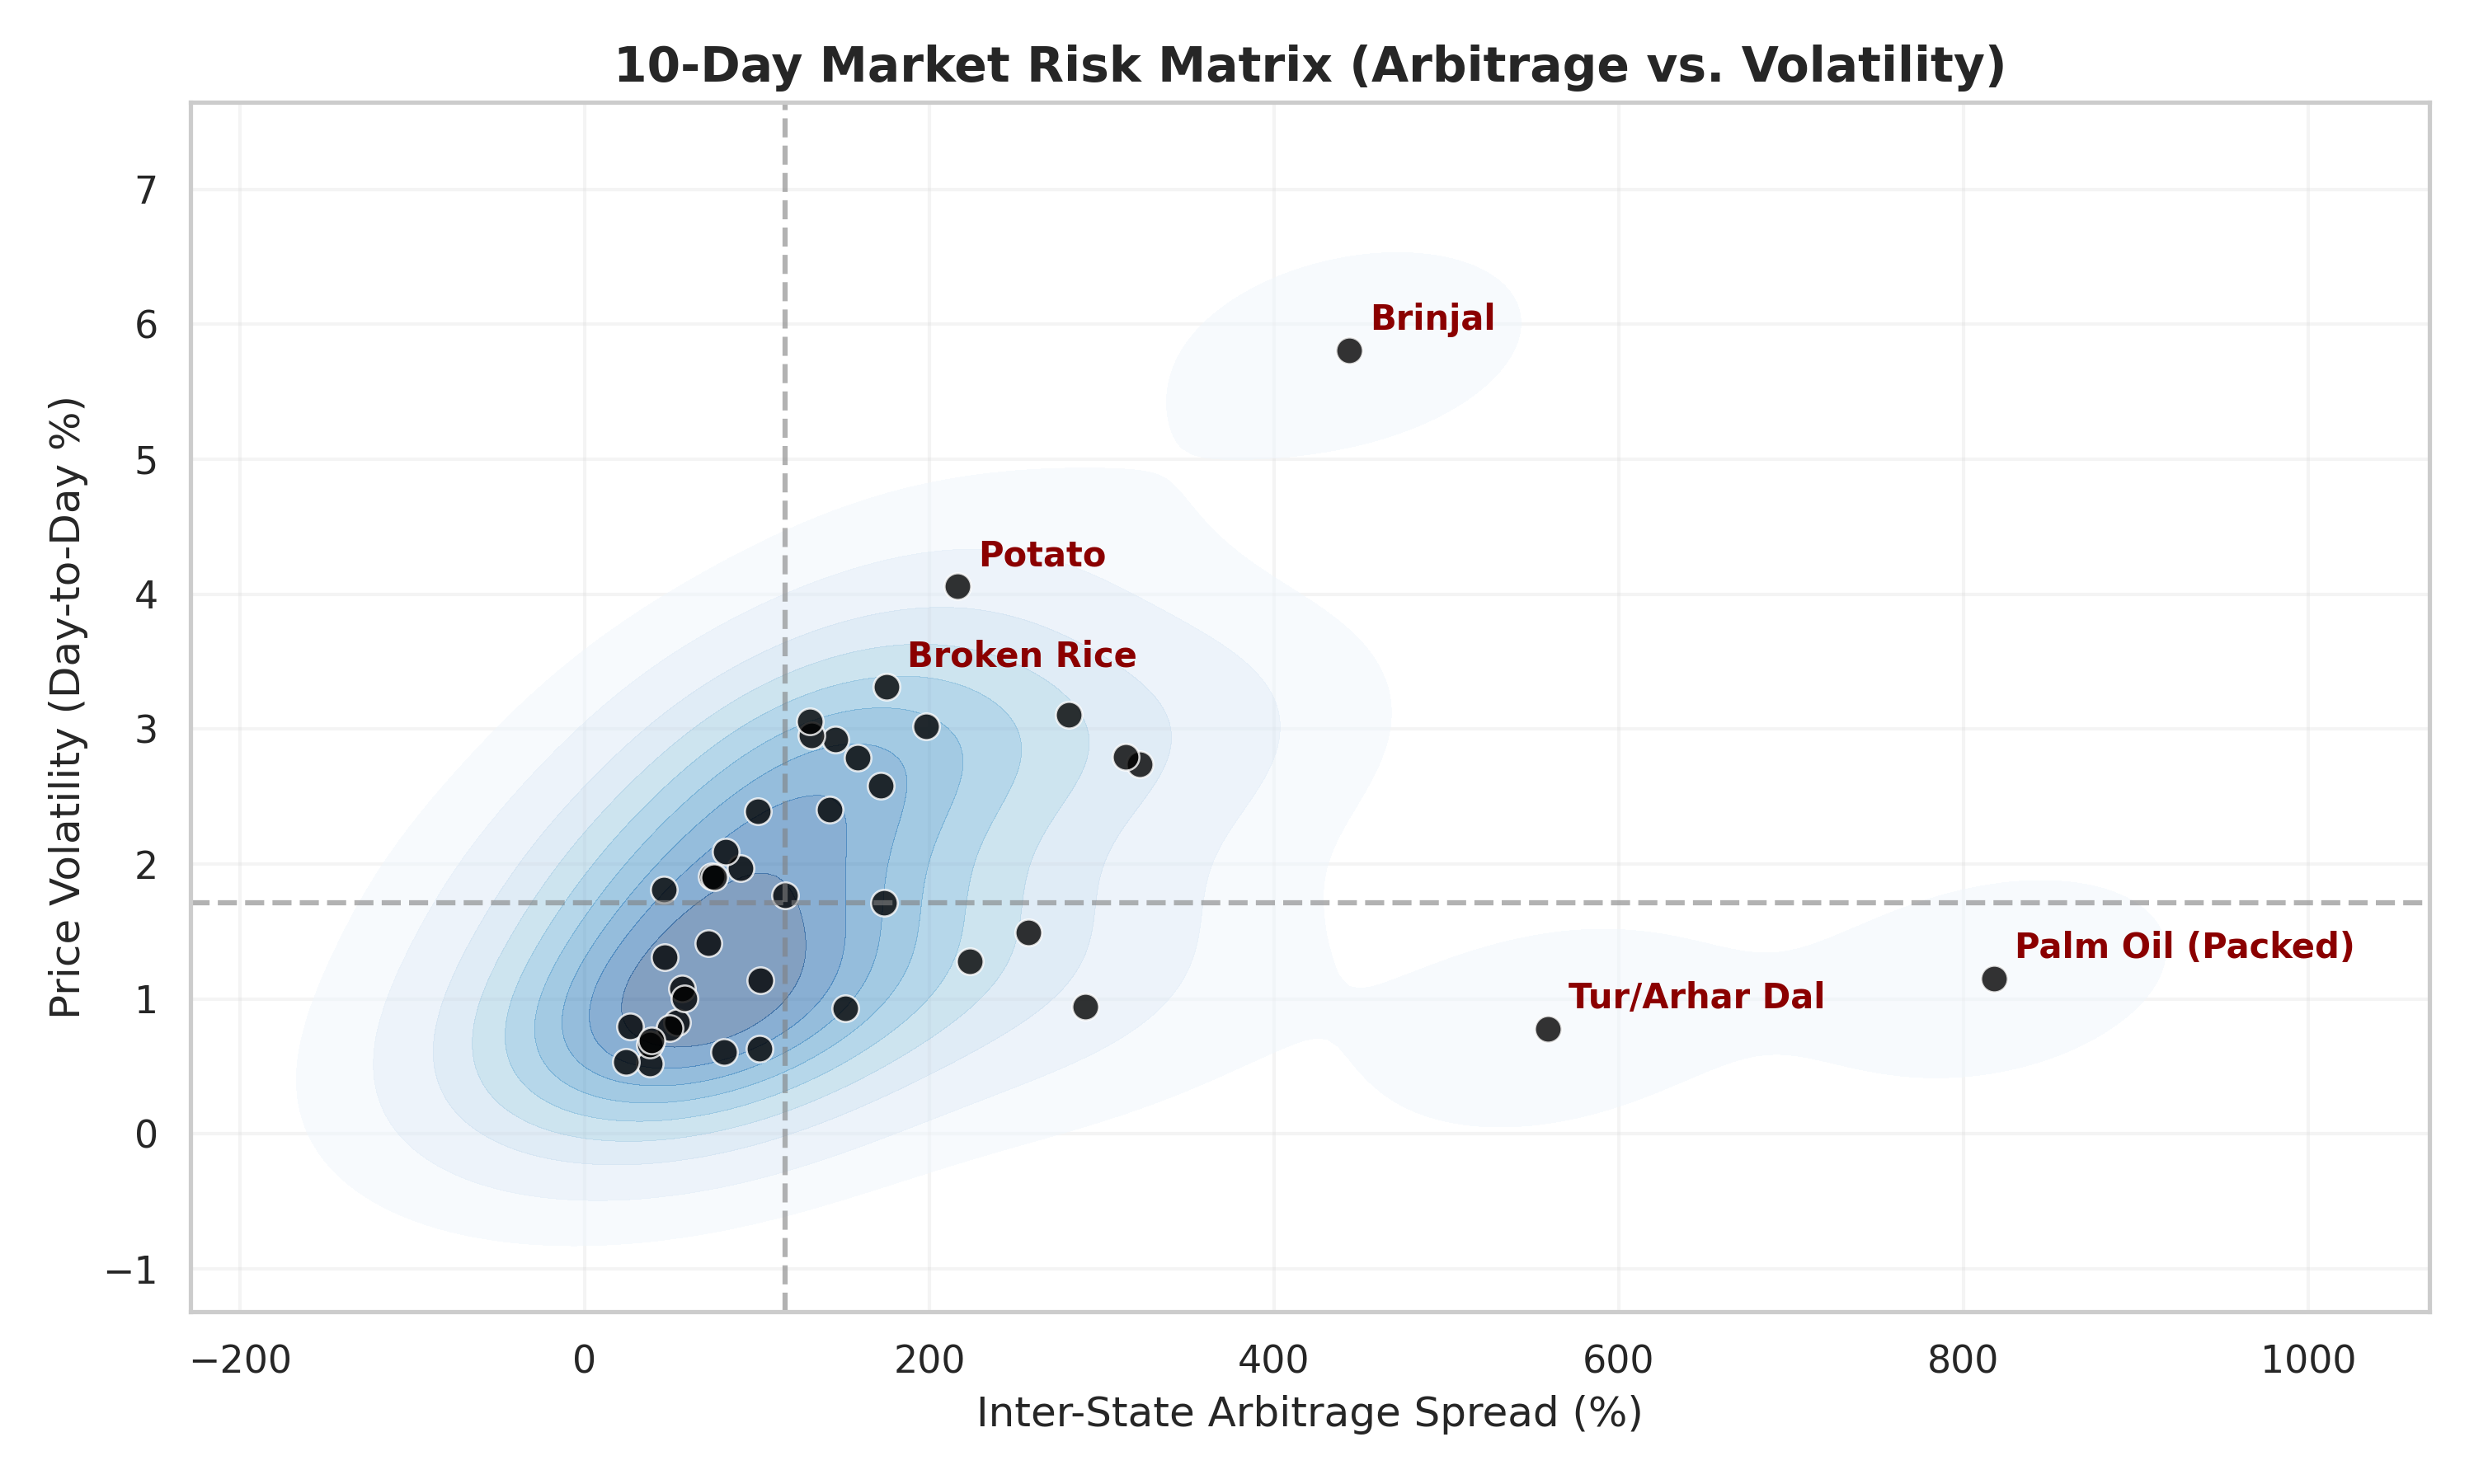 10-Day Market Risk Matrix (Arbitrage vs. Volatility)
Price Volatility (Day-to-Day %)
7
6
5
4
3
2
1
0
−1
Brinjal
Potato
Broken Rice
Palm Oil (Packed)
Tur/Arhar Dal
−200
0
200
400
600
800
1000
Inter-State Arbitrage Spread (%)